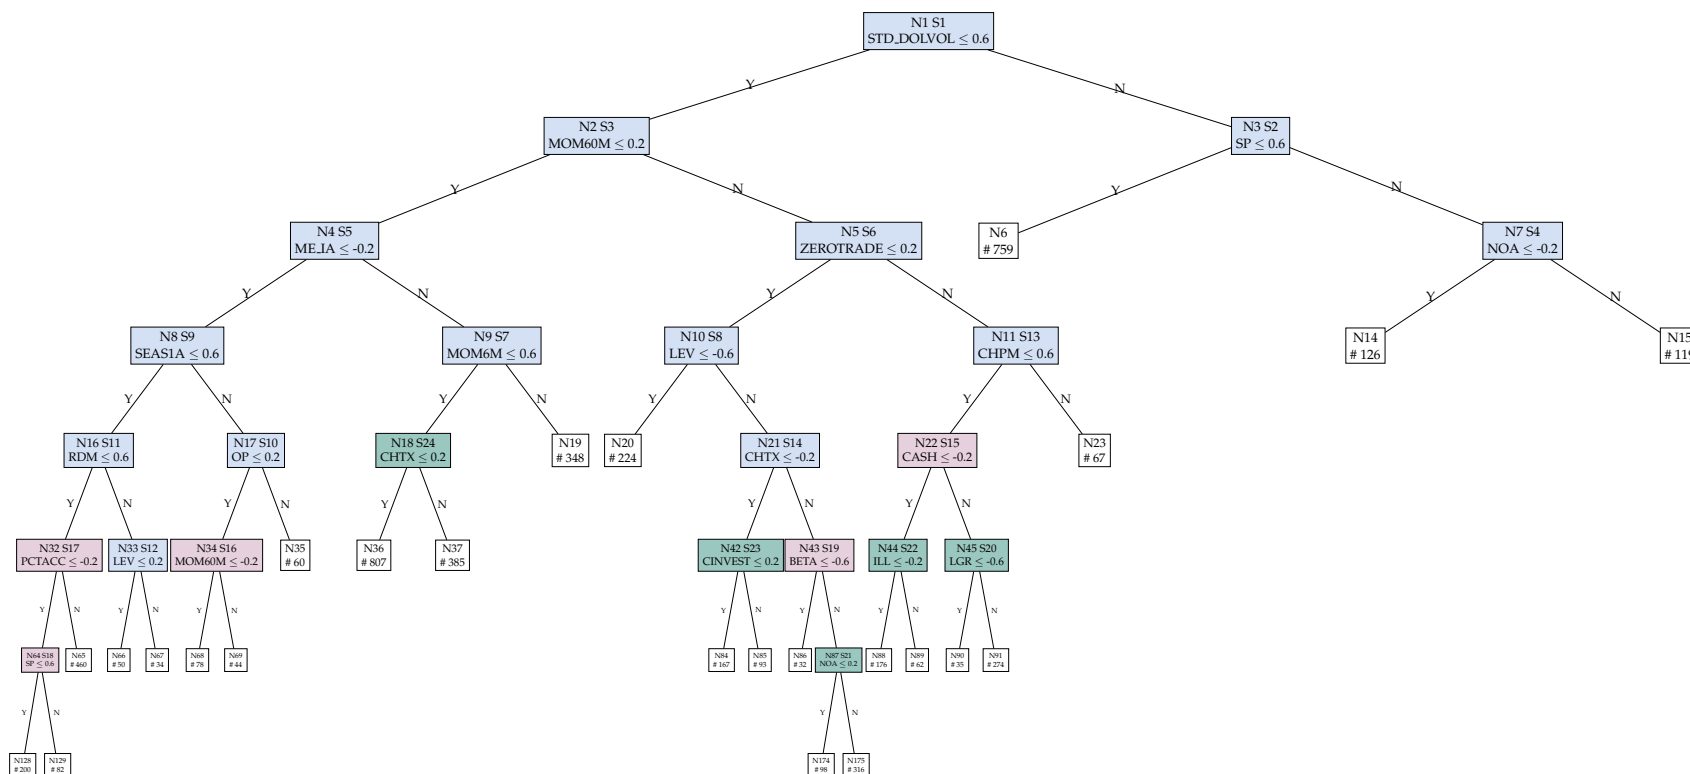 N1 S1
STD_DOLVOL ≤ 0.6
Y
N
N2 S3
MOM60M ≤ 0.2
N3 S2
SP ≤ 0.6
Y
N
Y
N
N4 S5
ME_IA ≤ -0.2
N5 S6
ZEROTRADE ≤ 0.2
N6
# 759
N7 S4
NOA ≤ -0.2
Y
N
Y
N
Y
N
N8 S9
SEAS1A ≤ 0.6
N9 S7
MOM6M ≤ 0.6
N10 S8
LEV ≤ -0.6
N11 S13
CHPM ≤ 0.6
N14
# 126
N15
# 119
Y
N
Y
N
Y
N
Y
N
N16 S11
RDM ≤ 0.6
N17 S10
OP ≤ 0.2
N18 S24
CHTX ≤ 0.2
N19
# 348
N20
# 224
N21 S14
CHTX ≤ -0.2
N22 S15
CASH ≤ -0.2
N23
# 67
Y
N
Y
N
Y
N
Y
N
Y
N
N32 S17
PCTACC ≤ -0.2
N33 S12
LEV ≤ 0.2
N34 S16
MOM60M ≤ -0.2
N35
# 60
N36
# 807
N37
# 385
N42 S23
CINVEST ≤ 0.2
N43 S19
BETA ≤ -0.6
N44 S22
ILL ≤ -0.2
N45 S20
LGR ≤ -0.6
Y
N
Y
N
Y
N
Y
N
Y
N
Y
N
Y
N
N64 S18
SP ≤ 0.6
N65
# 460
N66
# 50
N67
# 34
N68
# 78
N69
# 44
N84
# 167
N85
# 93
N86
# 32
N87 S21
NOA ≤ 0.2
N88
# 176
N89
# 62
N90
# 35
N91
# 274
Y
N
Y
N
N128
# 200
N129
# 82
N174
# 98
N175
# 316